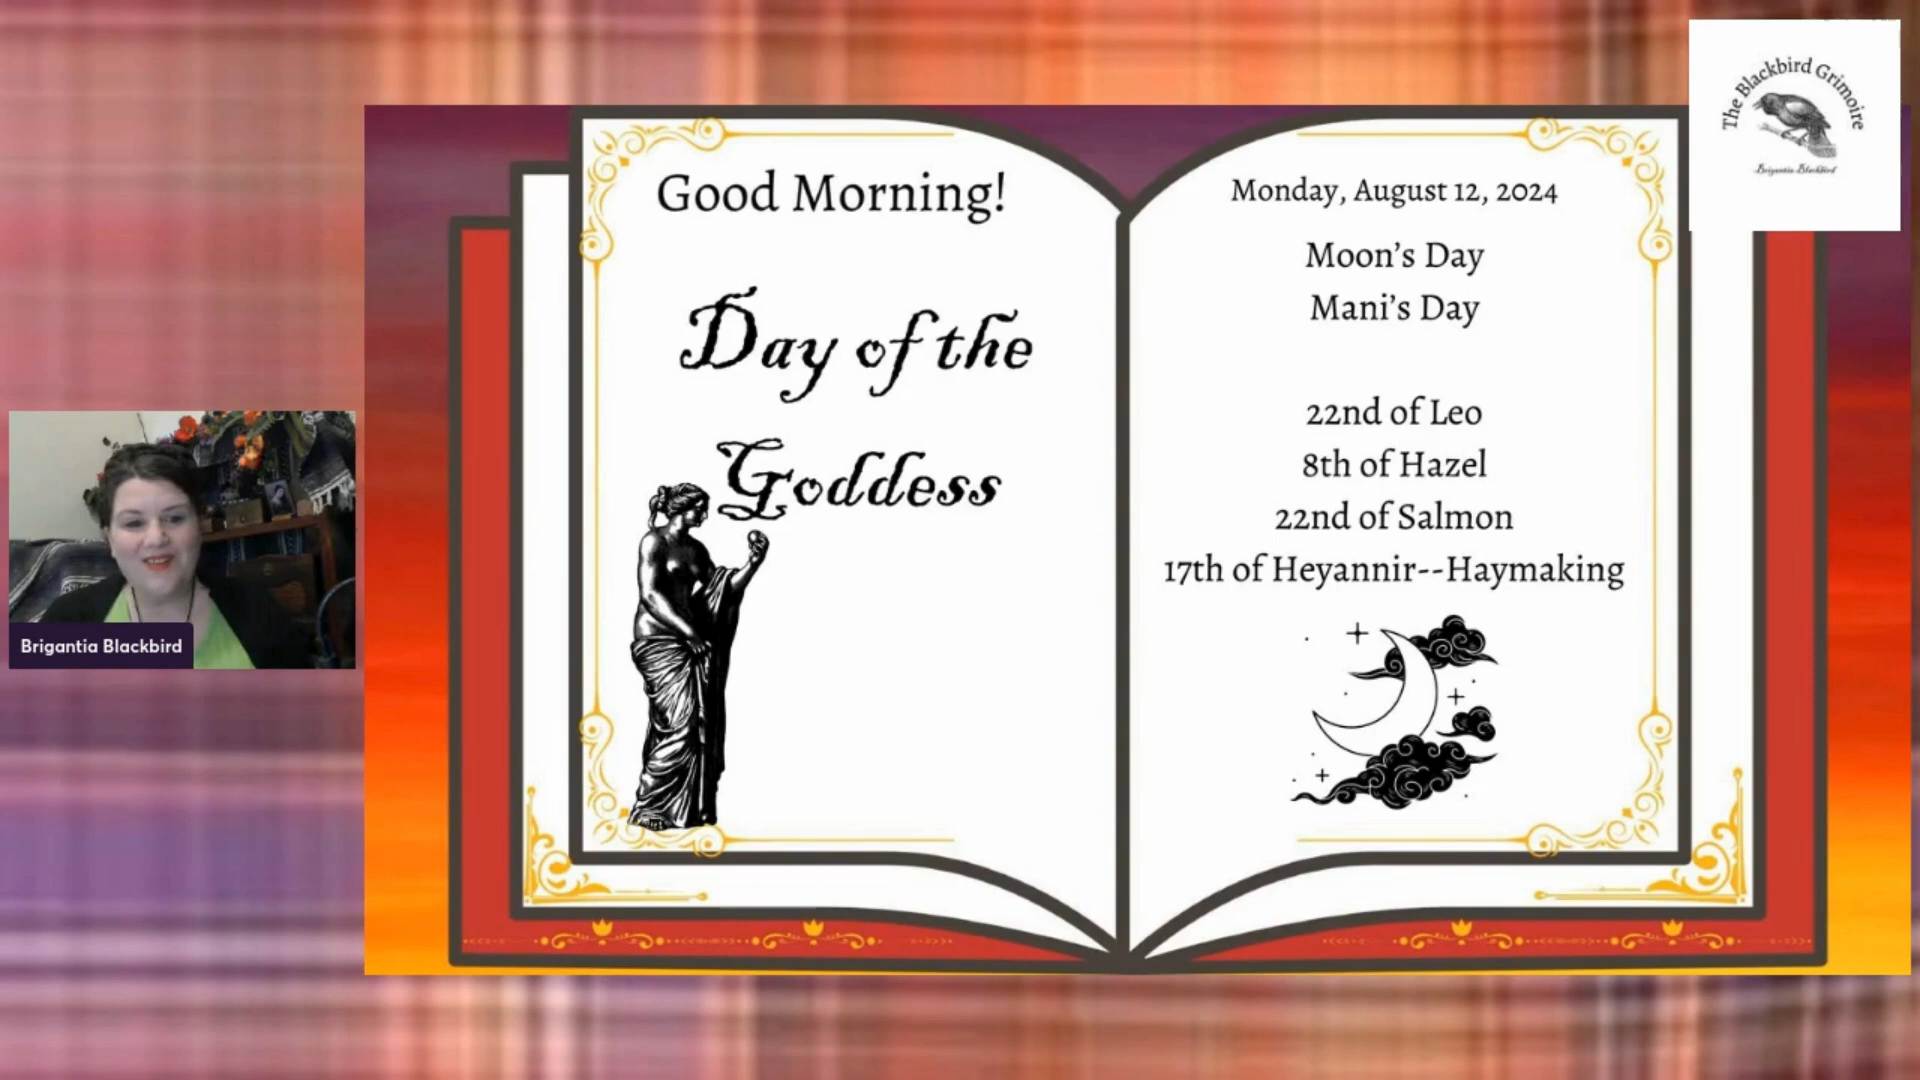 The Blackbird Grimoire
Brigantia Blackbird
Good Morning!
Day of the
Goddess
Monday, August 12, 2024
Moon's Day
Mani's Day
22nd of Leo
8th of Hazel
22nd of Salmon
17th of Heyannir--Haymaking
Brigantia Blackbird